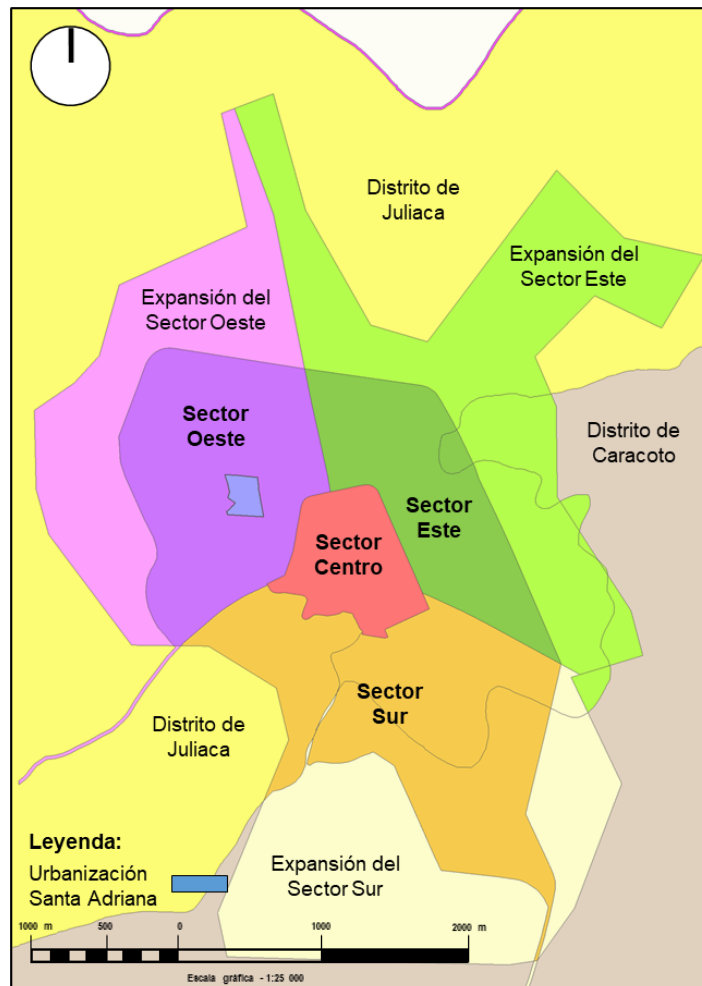 Distrito de
Juliaca
Expansión del
Sector Este
Expansión del
Sector Oeste
Sector
Oeste
Distrito de
Caracoto
Sector
Este
Sector
Centro
Sector
Sur
Distrito de
Juliaca
Leyenda:
Urbanización
Santa Adriana
Expansión del
Sector Sur
1000 m 500 0 1000 2000 m
Escala gráfica - 1:25 000